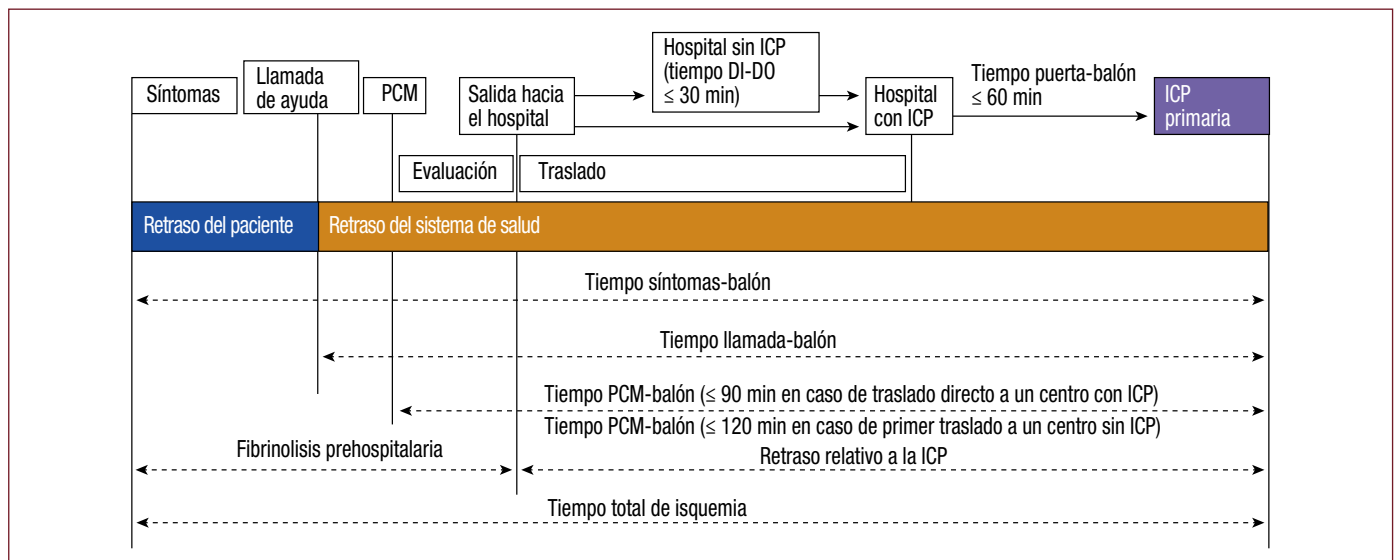 Síntomas
Llamada
de ayuda
PCM
Salida hacia
el hospital
Hospital sin ICP
(tiempo DI-DO
≤ 30 min)
Hospital
con ICP
Tiempo puerta-balón
≤ 60 min
ICP
primaria
Evaluación
Traslado
Retraso del paciente
Retraso del sistema de salud
Tiempo síntomas-balón
Tiempo llamada-balón
Tiempo PCM-balón (≤ 90 min en caso de traslado directo a un centro con ICP)
Tiempo PCM-balón (≤ 120 min en caso de primer traslado a un centro sin ICP)
Fibrinolisis prehospitalaria
Retraso relativo a la ICP
Tiempo total de isquemia